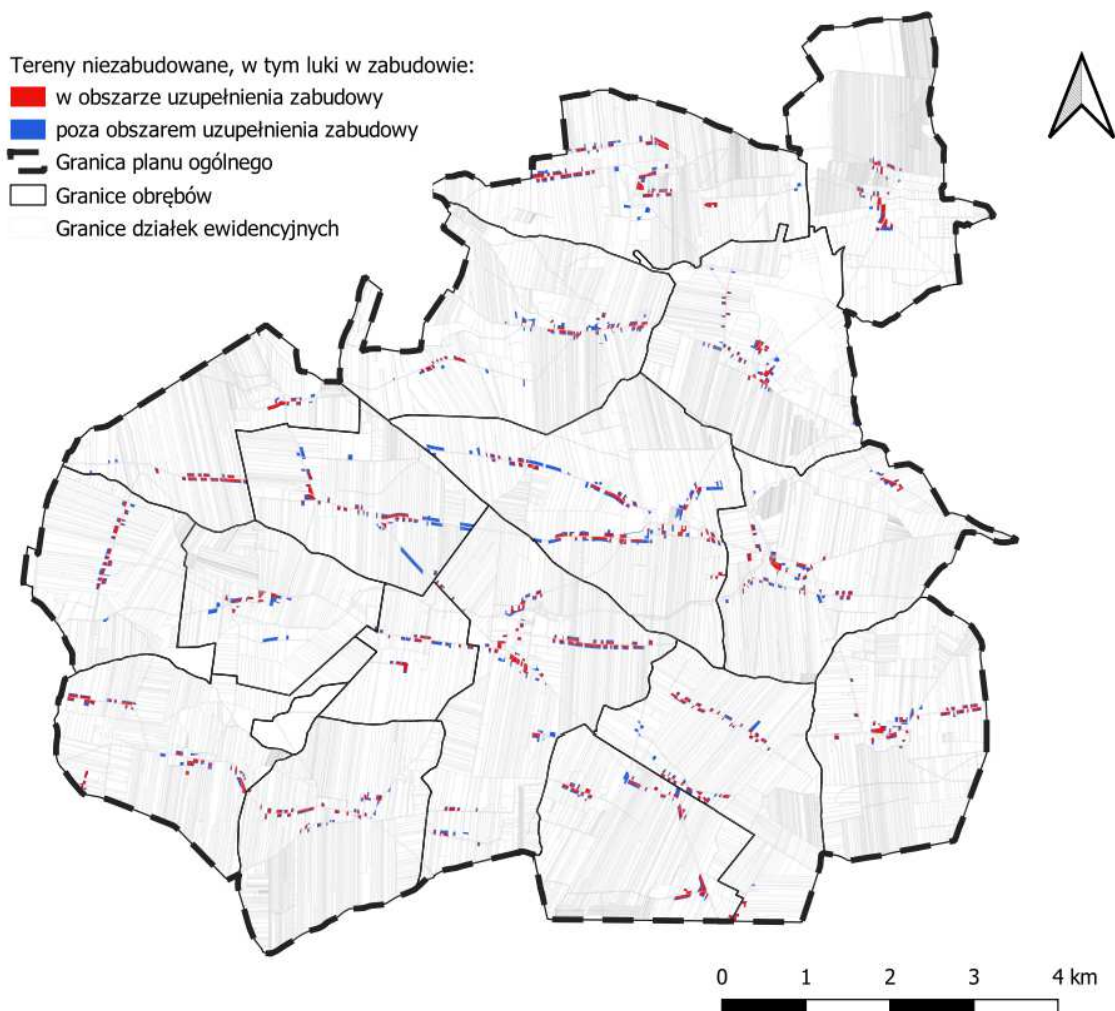 Tereny niezabudowane, w tym luki w zabudowie:
w obszarze uzupełnienia zabudowy
poza obszarem uzupełnienia zabudowy
Granica planu ogólnego
Granice obrębów
Granice działek ewidencyjnych
0 1 2 3 4 km